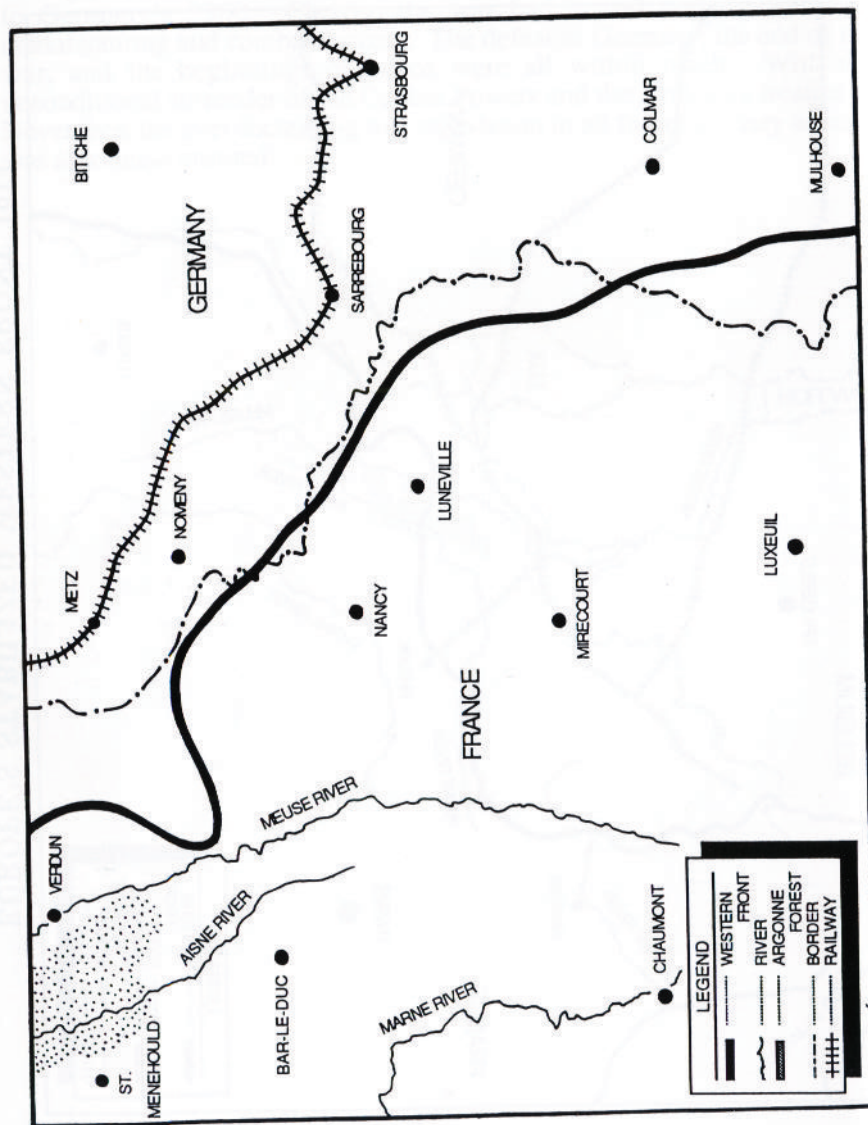 BITCHE
STRASBOURG
GERMANY
SARREBOURG
COLMAR
MULHOUSE
METZ
NOMENY
LUNEVILLE
NANCY
MIRECOURT
LUXEUIL
FRANCE
VERDUN
MEUSE RIVER
AISNE RIVER
ST.
MENEHOULD
BAR-LE-DUC
MARNE RIVER
CHAUMONT
LEGEND
WESTERN
FRONT
RIVER
ARGONNE
FOREST
BORDER
RAILWAY